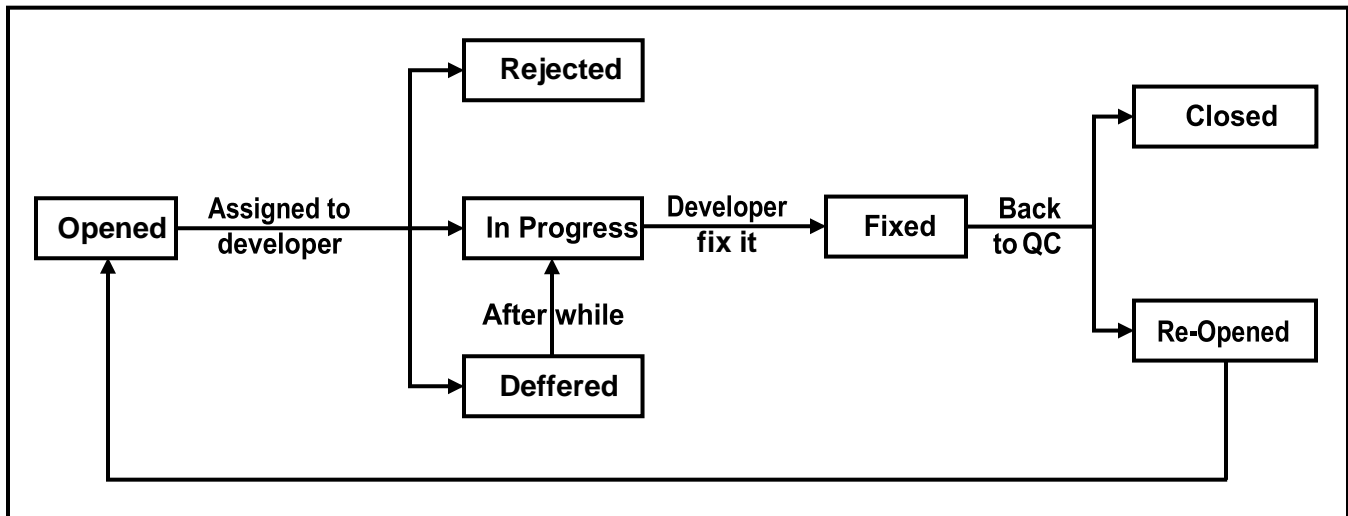 Rejected
Closed
Opened
Assigned to
developer
In Progress
Developer
fix it
Fixed
Back
to QC
After while
Re-Opened
Deffered